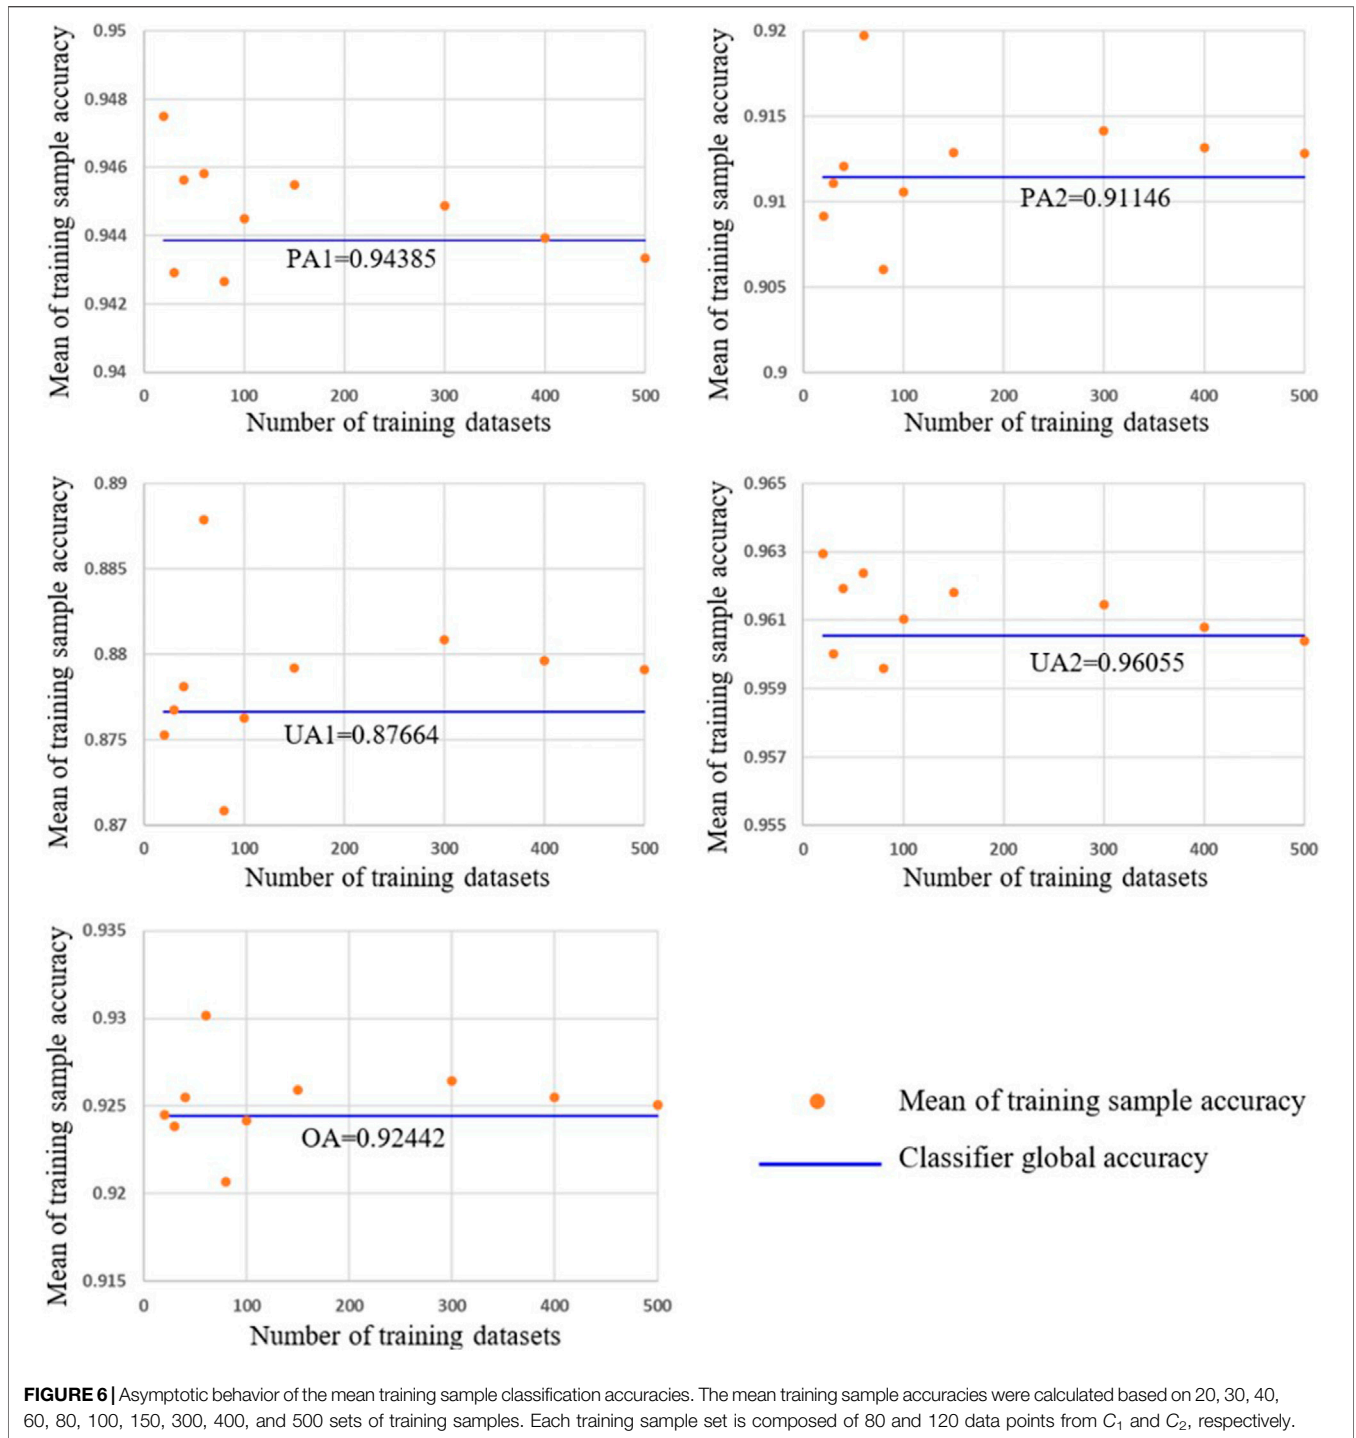 0.95
0.948
0.946
0.944
0.942
0.94
Mean of training sample accuracy
PA1=0.94385
0 100 200 300 400 500
Number of training datasets
0.92
0.915
0.91
0.905
0.9
Mean of training sample accuracy
PA2=0.91146
0 100 200 300 400 500
Number of training datasets
0.89
0.885
0.88
0.875
0.87
Mean of training sample accuracy
UA1=0.87664
0 100 200 300 400 500
Number of training datasets
0.965
0.963
0.961
0.959
0.957
0.955
Mean of training sample accuracy
UA2=0.96055
0 100 200 300 400 500
Number of training datasets
0.935
0.93
0.925
0.92
0.915
Mean of training sample accuracy
OA=0.92442
0 100 200 300 400 500
Number of training datasets
Mean of training sample accuracy
Classifier global accuracy
FIGURE 6 | Asymptotic behavior of the mean training sample classification accuracies. The mean training sample accuracies were calculated based on 20, 30, 40,
60, 80, 100, 150, 300, 400, and 500 sets of training samples. Each training sample set is composed of 80 and 120 data points from C₁ and C₂, respectively.